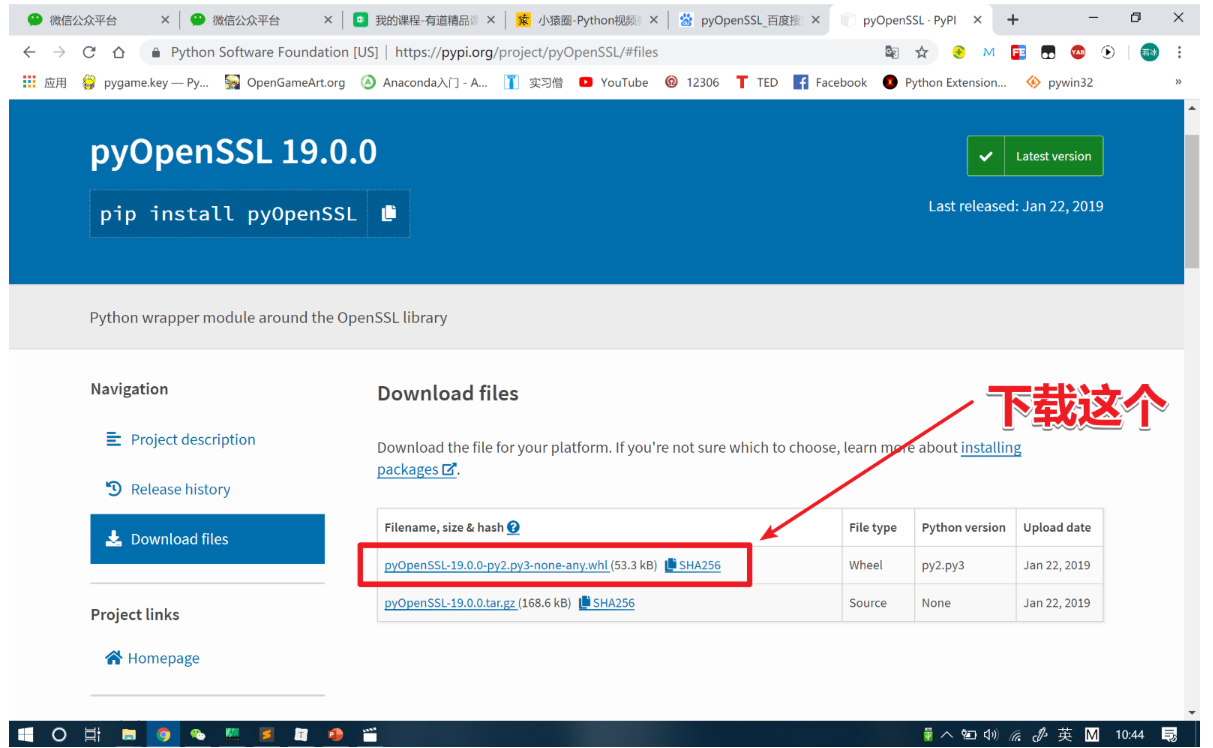 微信公众平台
微信公众平台
我的课程-有道精品课
小猿圈-Python视频
pyOpenSSL_百度搜
pyOpenSSL · PyPI
Python Software Foundation [US] | https://pypi.org/project/pyOpenSSL/#files
应用
pygame.key — Py...
OpenGameArt.org
Anaconda入门 - A...
实习僧
YouTube
12306
TED
Facebook
Python Extension...
pywin32
»
pyOpenSSL 19.0.0
Latest version
pip install pyOpenSSL
Last released: Jan 22, 2019
Python wrapper module around the OpenSSL library
Navigation
Project description
Release history
Download files
Project links
Homepage
Download files
下载这个
Download the file for your platform. If you're not sure which to choose, learn more about installing
packages.
Filename, size & hash File type Python version Upload date
pyOpenSSL-19.0.0-py2.py3-none-any.whl (53.3 kB) SHA256 Wheel py2.py3 Jan 22, 2019
pyOpenSSL-19.0.0.tar.gz (168.6 kB) SHA256 Source None Jan 22, 2019
英 M 10:44